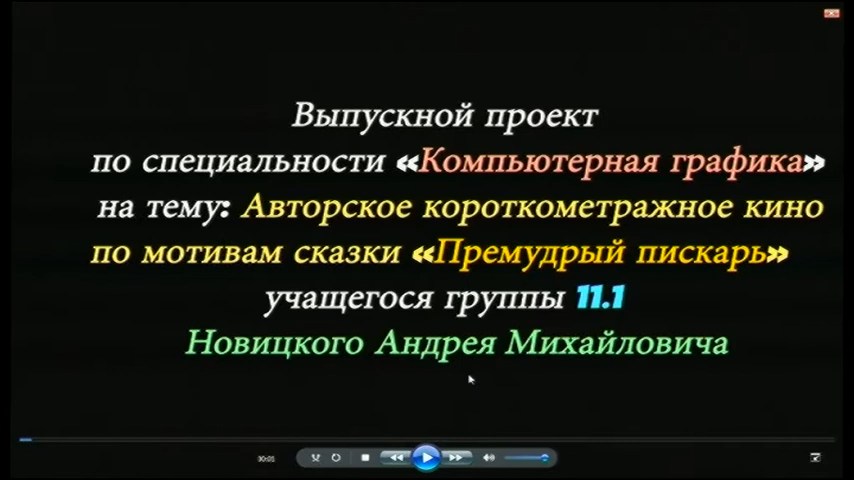 Выпускной проект
по специальности «Компьютерная графика»
на тему: Авторское короткометражное кино
по мотивам сказки «Премудрый пискарь»
учащегося группы 11.1
Новицкого Андрея Михайловича